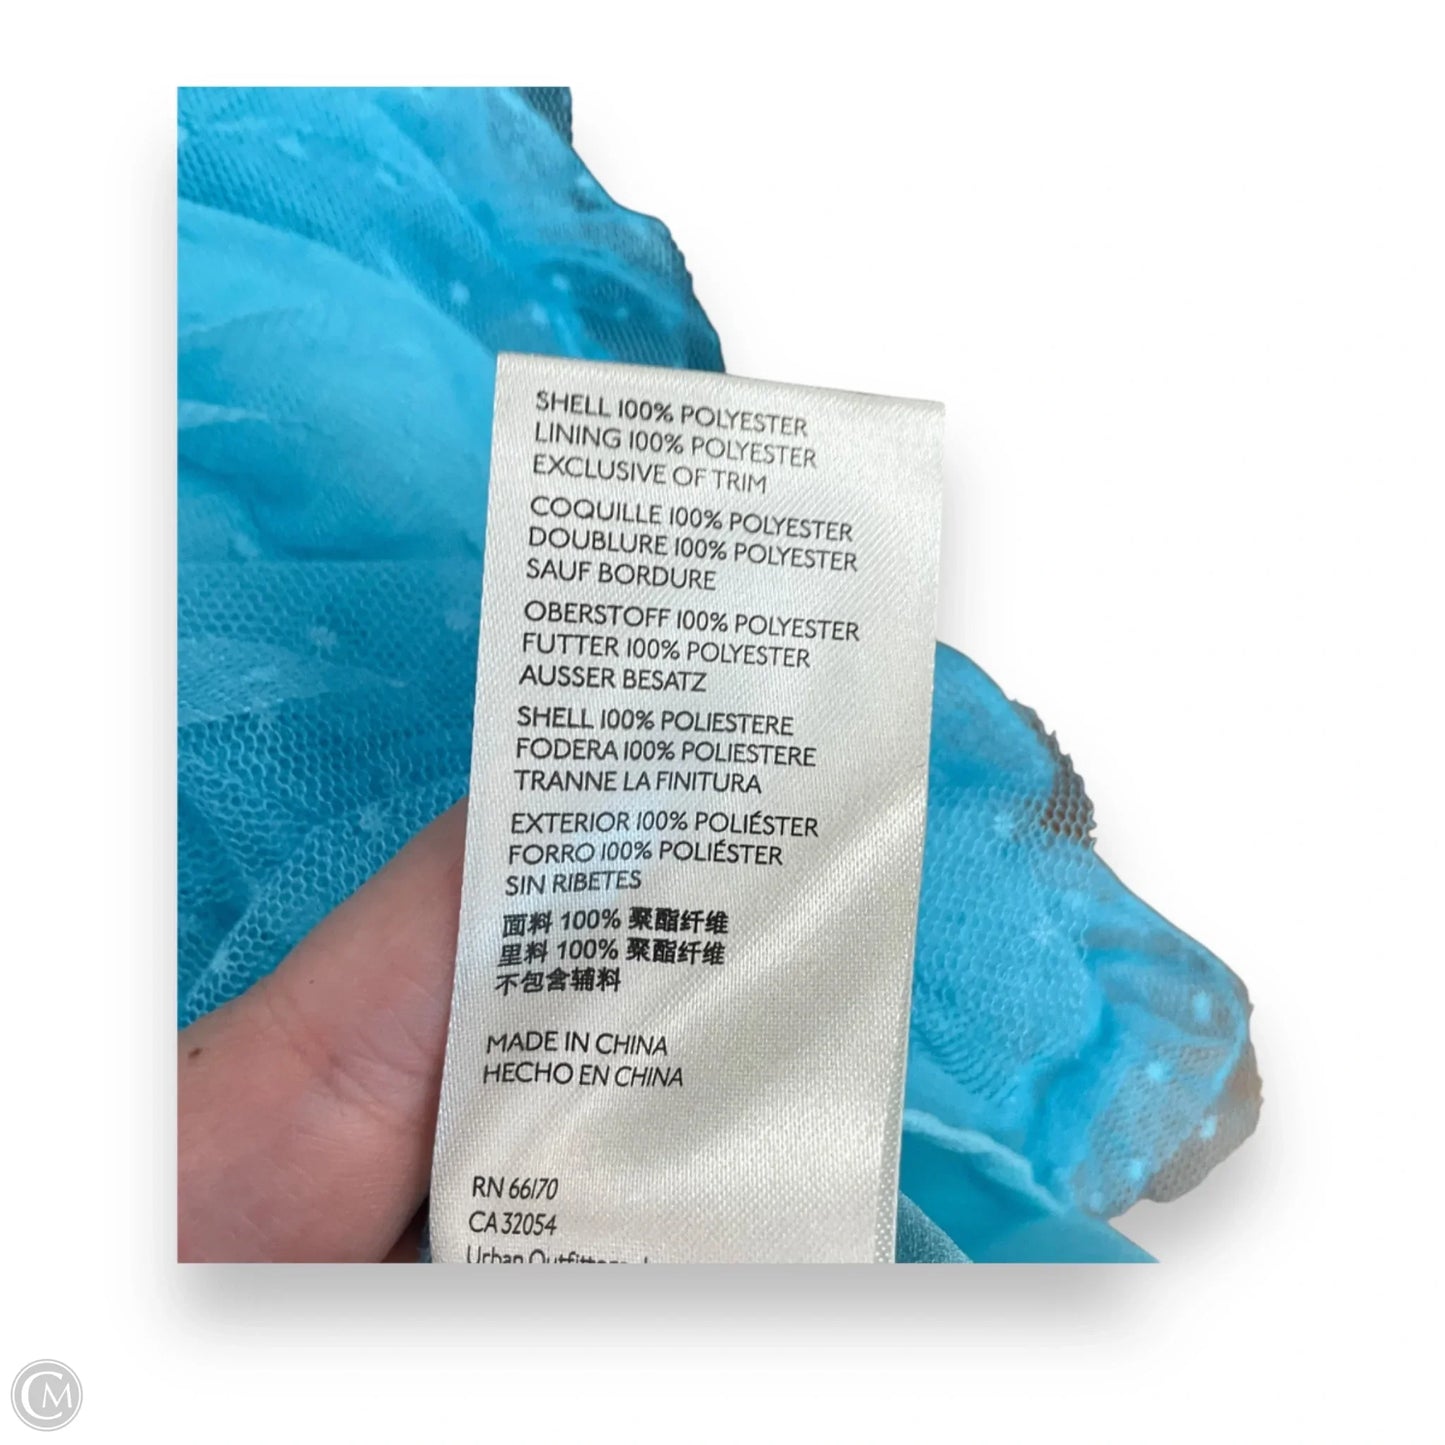 SHELL 100% POLYESTER
LINING 100% POLYESTER
EXCLUSIVE OF TRIM
COQUILLE 100% POLYESTER
DOUBLURE 100% POLYESTER
SAUF BORDURE
OBERSTOFF 100% POLYESTER
FUTTER 100% POLYESTER
AUSSER BESATZ
SHELL 100% POLIESTERE
FODERA 100% POLIESTERE
TRANNE LA FINITURA
EXTERIOR 100% POLIÉSTER
FORRO 100% POLIÉSTER
SIN RIBETES
面料 100% 聚酯纤维
里料 100% 聚酯纤维
不包含辅料
MADE IN CHINA
HECHO EN CHINA
RN 66170
CA 32054
Urban
CM